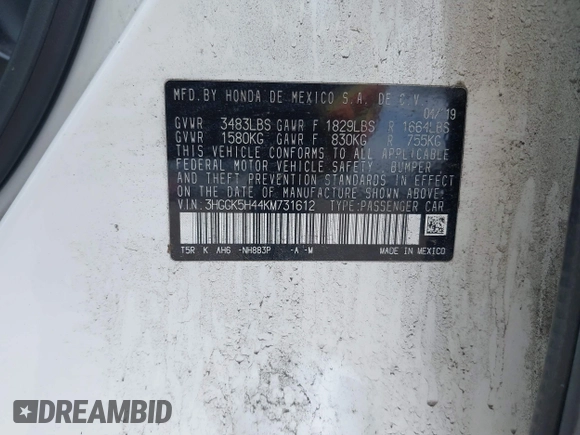 MFD. BY HONDA DE MEXICO S.A. DE C.V.
04/19
GVWR 3483LBS GAWR F 1829LBS R 1664LBS
GVWR 1580KG GAWR F 830KG R 755KG
THIS VEHICLE CONFORMS TO ALL APPLICABLE
FEDERAL MOTOR VEHICLE SAFETY, BUMPER,
AND THEFT PREVENTION STANDARDS IN EFFECT
ON THE DATE OF MANUFACTURE SHOWN ABOVE.
V.I.N.: 3HGGK5H44KM731612 TYPE: PASSENGER CAR
T5R K AH6 -NH883P -A -M
MADE IN MEXICO
DREAMBID